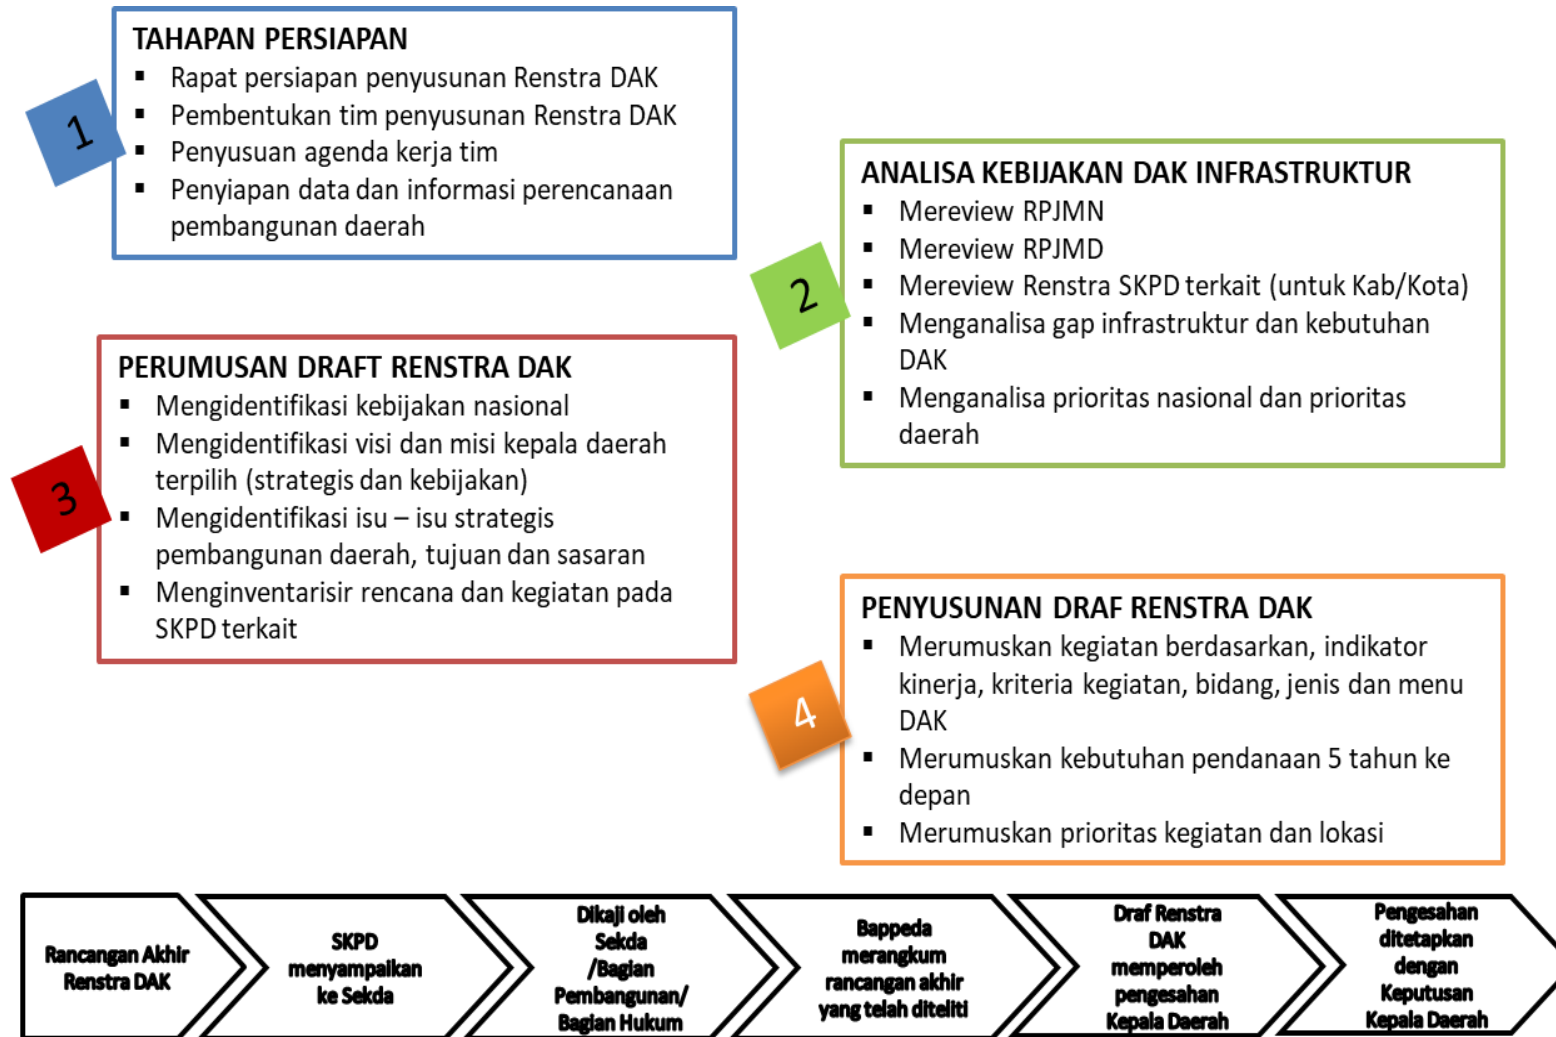 1
TAHAPAN PERSIAPAN
▪ Rapat persiapan penyusunan Renstra DAK
▪ Pembentukan tim penyusunan Renstra DAK
▪ Penyusuan agenda kerja tim
▪ Penyiapan data dan informasi perencanaan
pembangunan daerah
2
ANALISA KEBIJAKAN DAK INFRASTRUKTUR
▪ Mereview RPJMN
▪ Mereview RPJMD
▪ Mereview Renstra SKPD terkait (untuk Kab/Kota)
▪ Menganalisa gap infrastruktur dan kebutuhan
DAK
▪ Menganalisa prioritas nasional dan prioritas
daerah
3
PERUMUSAN DRAFT RENSTRA DAK
▪ Mengidentifikasi kebijakan nasional
▪ Mengidentifikasi visi dan misi kepala daerah
terpilih (strategis dan kebijakan)
▪ Mengidentifikasi isu – isu strategis
pembangunan daerah, tujuan dan sasaran
▪ Menginventarisir rencana dan kegiatan pada
SKPD terkait
4
PENYUSUNAN DRAF RENSTRA DAK
▪ Merumuskan kegiatan berdasarkan, indikator
kinerja, kriteria kegiatan, bidang, jenis dan menu
DAK
▪ Merumuskan kebutuhan pendanaan 5 tahun ke
depan
▪ Merumuskan prioritas kegiatan dan lokasi
Rancangan Akhir
Renstra DAK
SKPD
menyampaikan
ke Sekda
Dikaji oleh
Sekda
/Bagian
Pembangunan/
Bagian Hukum
Bappeda
merangkum
rancangan akhir
yang telah diteliti
Draf Renstra
DAK
memperoleh
pengesahan
Kepala Daerah
Pengesahan
ditetapkan
dengan
Keputusan
Kepala Daerah